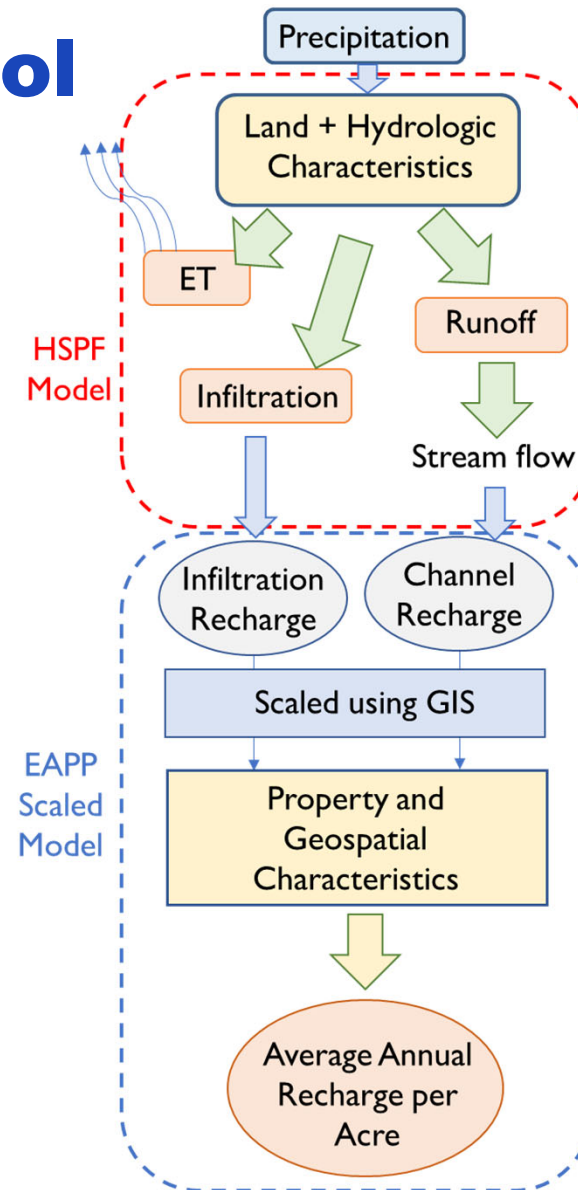 ol
Precipitation
Land + Hydrologic
Characteristics
ET
Runoff
HSPF
Model
Infiltration
Stream flow
Infiltration
Recharge
Channel
Recharge
Scaled using GIS
EAPP
Scaled
Model
Property and
Geospatial
Characteristics
Average Annual
Recharge per
Acre